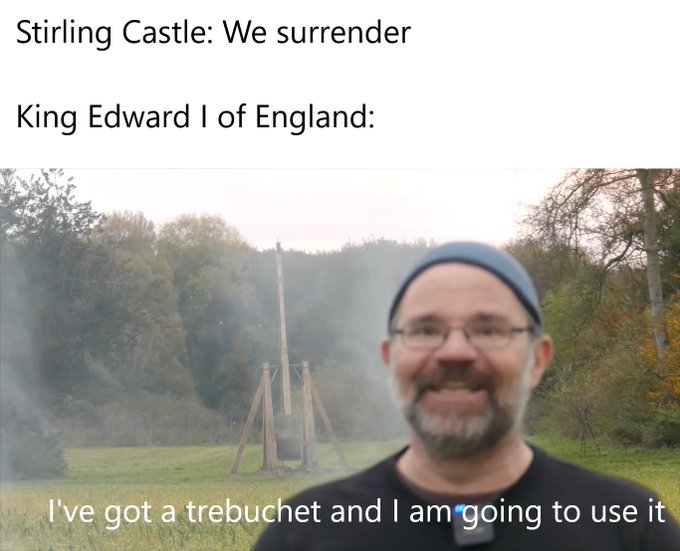 Stirling Castle: We surrender
King Edward I of England:
I've got a trebuchet and I am going to use it